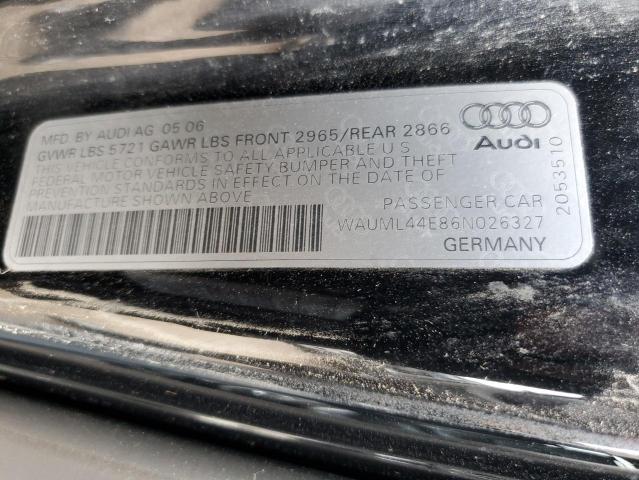 MFD BY AUDI AG 05 06
GVWR LBS 5721 GAWR LBS FRONT 2965/REAR 2866
THIS VEHICLE CONFORMS TO ALL APPLICABLE U S
FEDERAL MOTOR VEHICLE SAFETY BUMPER AND THEFT
PREVENTION STANDARDS IN EFFECT ON THE DATE OF
MANUFACTURE SHOWN ABOVE
Audi
PASSENGER CAR
WAUML44E86N026327
GERMANY
2053510